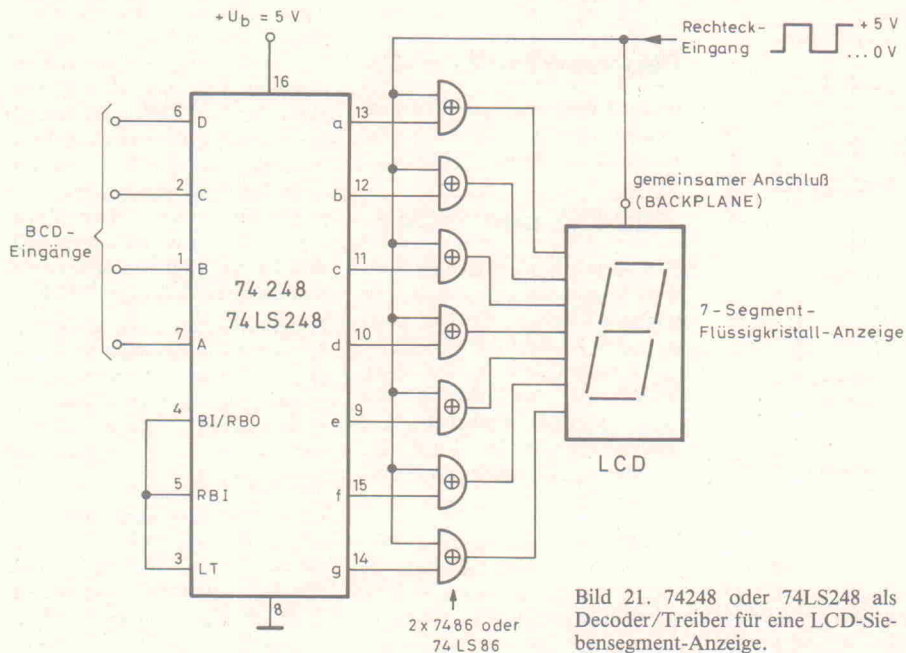 +U_b = 5 V
16
Rechteck-
Eingang
+ 5 V
...0 V
6
D
a
13
2
C
b
12
gemeinsamer Anschluß
(BACKPLANE)
BCD-
Eingänge
1
B
c
11
74 248
74LS248
7
A
d
10
7-Segment-
Flüssigkristall-Anzeige
4
BI/RBO
e
9
LCD
5
RBI
f
15
3
LT
g
14
8
2 x 7486 oder
74 LS 86
Bild 21. 74248 oder 74LS248 als
Decoder/Treiber für eine LCD-Sie-
bensegment-Anzeige.